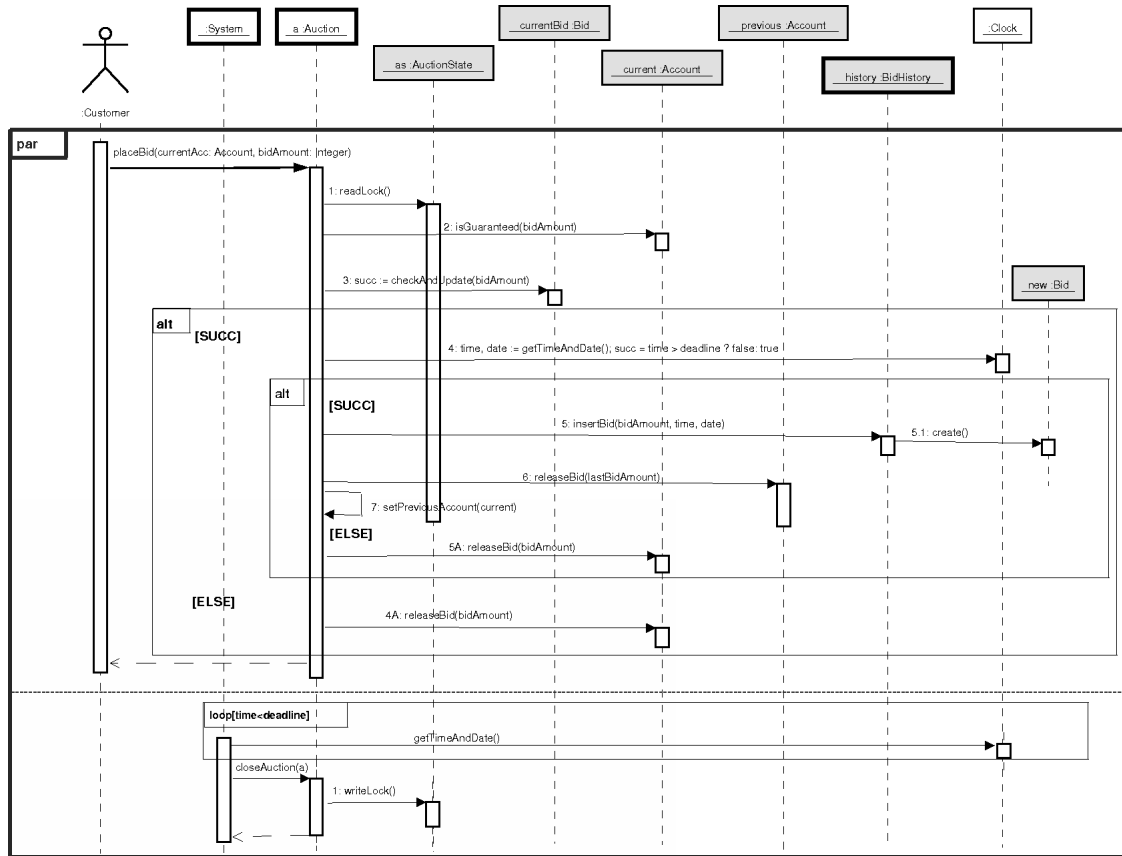 :System
a :Auction
currentBid :Bid
previous :Account
:Clock
as :AuctionState
current :Account
history :BidHistory
:Customer
par
placeBid(currentAcc: Account, bidAmount: Integer)
1: readLock()
2: isGuaranteed(bidAmount)
3: succ := checkAndUpdate(bidAmount)
new :Bid
alt
[SUCC]
4: time, date := getTimeAndDate(); succ = time > deadline ? false: true
alt
[SUCC]
5: insertBid(bidAmount, time, date)
5.1: create()
6: releaseBid(lastBidAmount)
7: setPreviousAccount(current)
[ELSE]
5A: releaseBid(bidAmount)
[ELSE]
4A: releaseBid(bidAmount)
loop[time<deadline]
getTimeAndDate()
closeAuction(a)
1: writeLock()